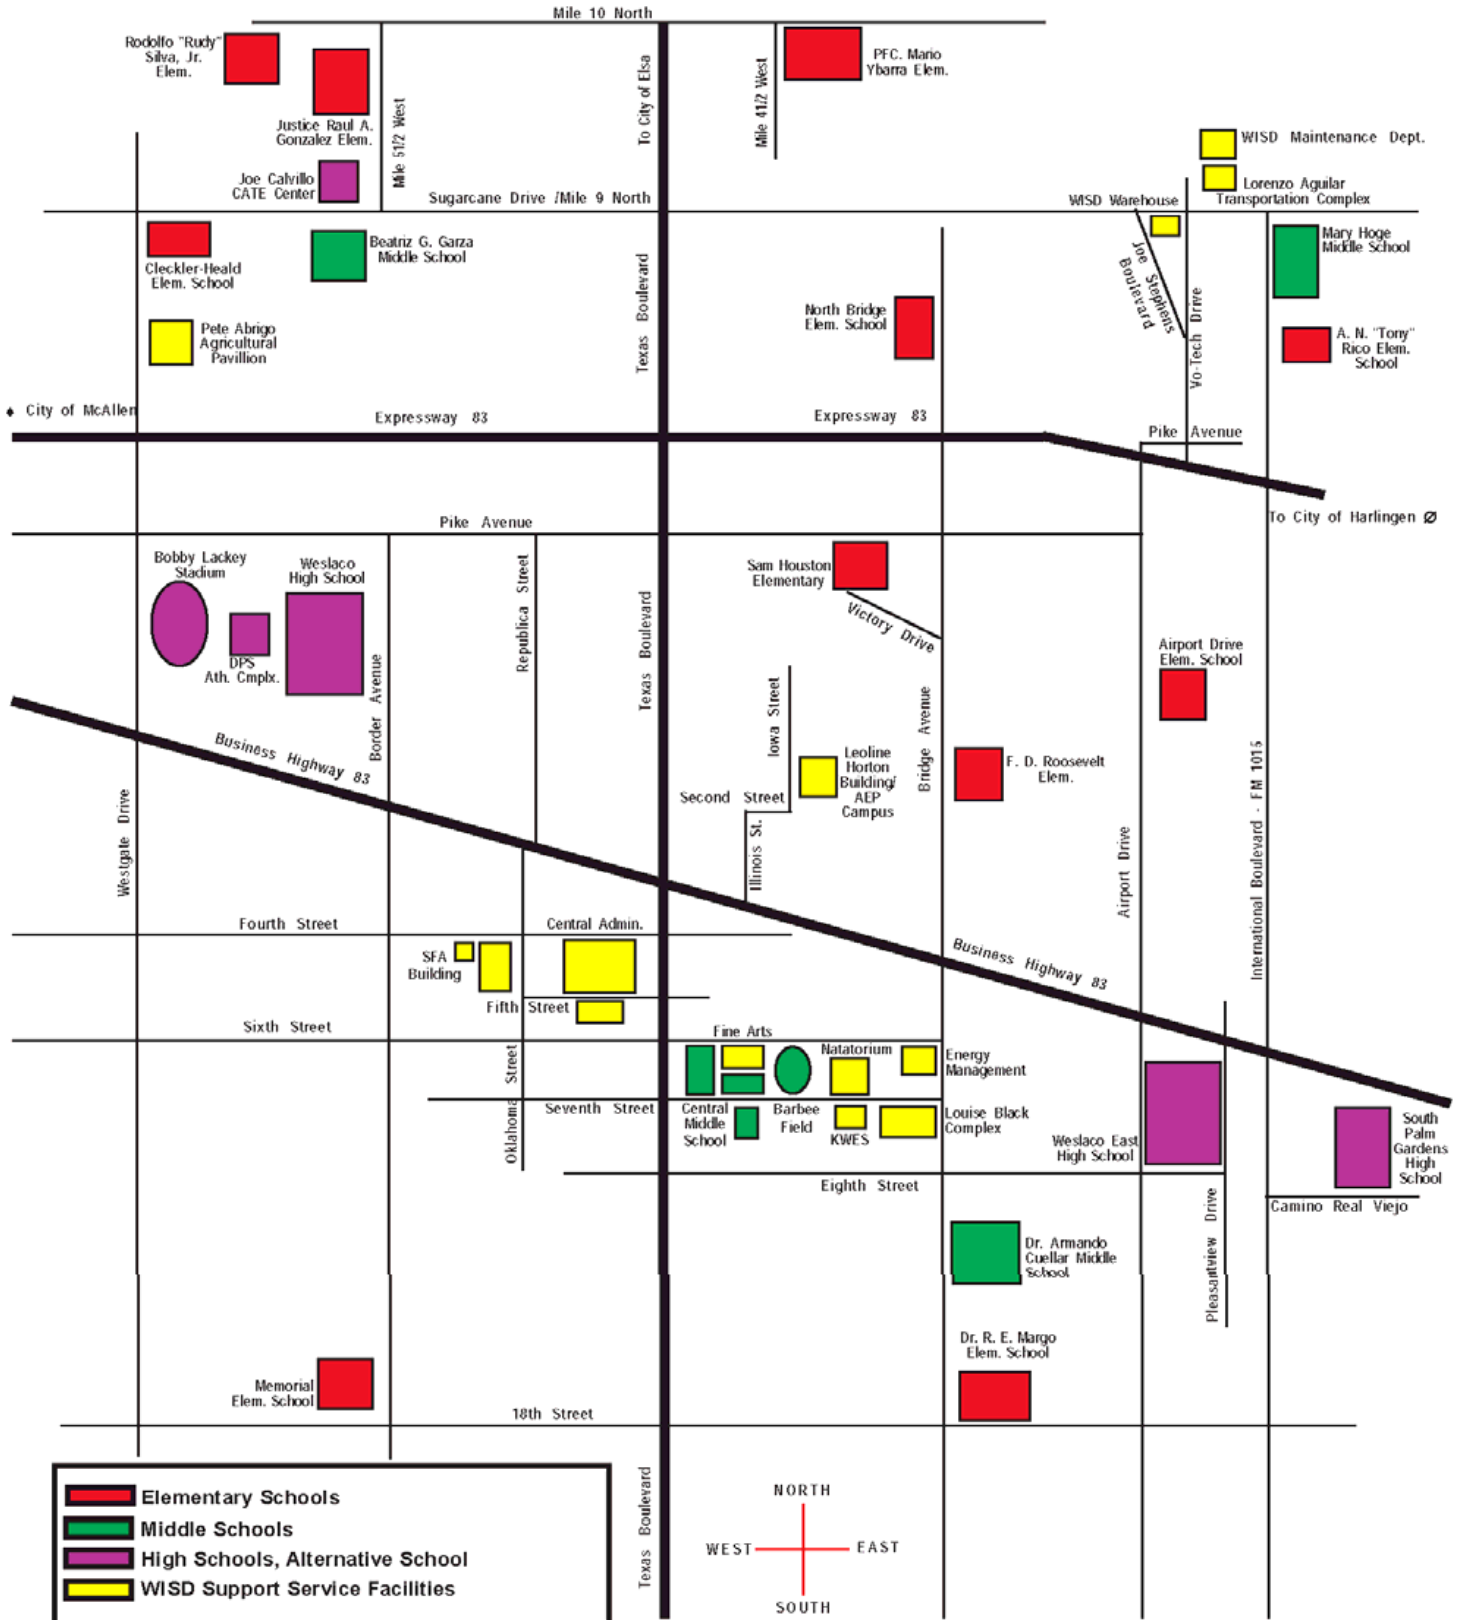 Mile 10 North
Rodolfo "Rudy"
Silva, Jr.
Elem.
Justice Raul A.
Gonzalez Elem.
Mile 51/2 West
To City of Elsa
Mile 41/2 West
PFC. Mario
Ybarra Elem.
Joe Calvillo
CATE Center
WISD Maintenance Dept.
Lorenzo Aguilar
Transportation Complex
Sugarcane Drive /Mile 9 North
WISD Warehouse
Cleckler-Heald
Elem. School
Beatriz G. Garza
Middle School
Joe Stephens
Boulevard
Mary Hoge
Middle School
Pete Abrigo
Agricultural
Pavillion
Texas Boulevard
North Bridge
Elem. School
Vo-Tech Drive
A. N. "Tony"
Rico Elem.
School
City of McAllen
Expressway 83
Expressway 83
Pike Avenue
To City of Harlingen Ø
Pike Avenue
Bobby Lackey
Stadium
Weslaco
High School
DPS
Ath. Cmplx.
Border Avenue
Republica Street
Texas Boulevard
Sam Houston
Elementary
Victory Drive
Airport Drive
Elem. School
Business Highway 83
Iowa Street
Leoline
Horton
Building/
AEP
Campus
Bridge Avenue
F. D. Roosevelt
Elem.
Second Street
Illinois St.
Westgate Drive
Airport Drive
International Boulevard - FM 1015
Fourth Street
Central Admin.
SFA
Building
Business Highway 83
Fifth Street
Sixth Street
Fine Arts
Natatorium
Energy
Management
Oklahoma Street
Seventh Street
Central
Middle
School
Barbee
Field
KWES
Louise Black
Complex
Weslaco East
High School
South
Palm
Gardens
High
School
Eighth Street
Pleasantview Drive
Camino Real Viejo
Dr. Armando
Cuellar Middle
School
Dr. R. E. Margo
Elem. School
Memorial
Elem. School
18th Street
Texas Boulevard
Elementary Schools
Middle Schools
High Schools, Alternative School
WISD Support Service Facilities
NORTH
WEST
EAST
SOUTH